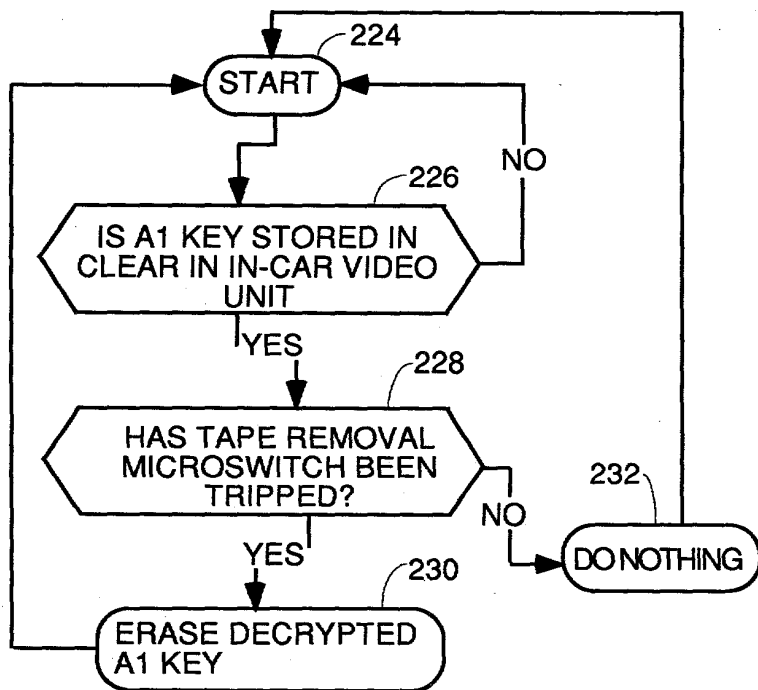 224
START
NO
226
IS A1 KEY STORED IN
CLEAR IN IN-CAR VIDEO
UNIT
YES
228
HAS TAPE REMOVAL
MICROSWITCH BEEN
TRIPPED?
NO
232
DO NOTHING
YES
230
ERASE DECRYPTED
A1 KEY